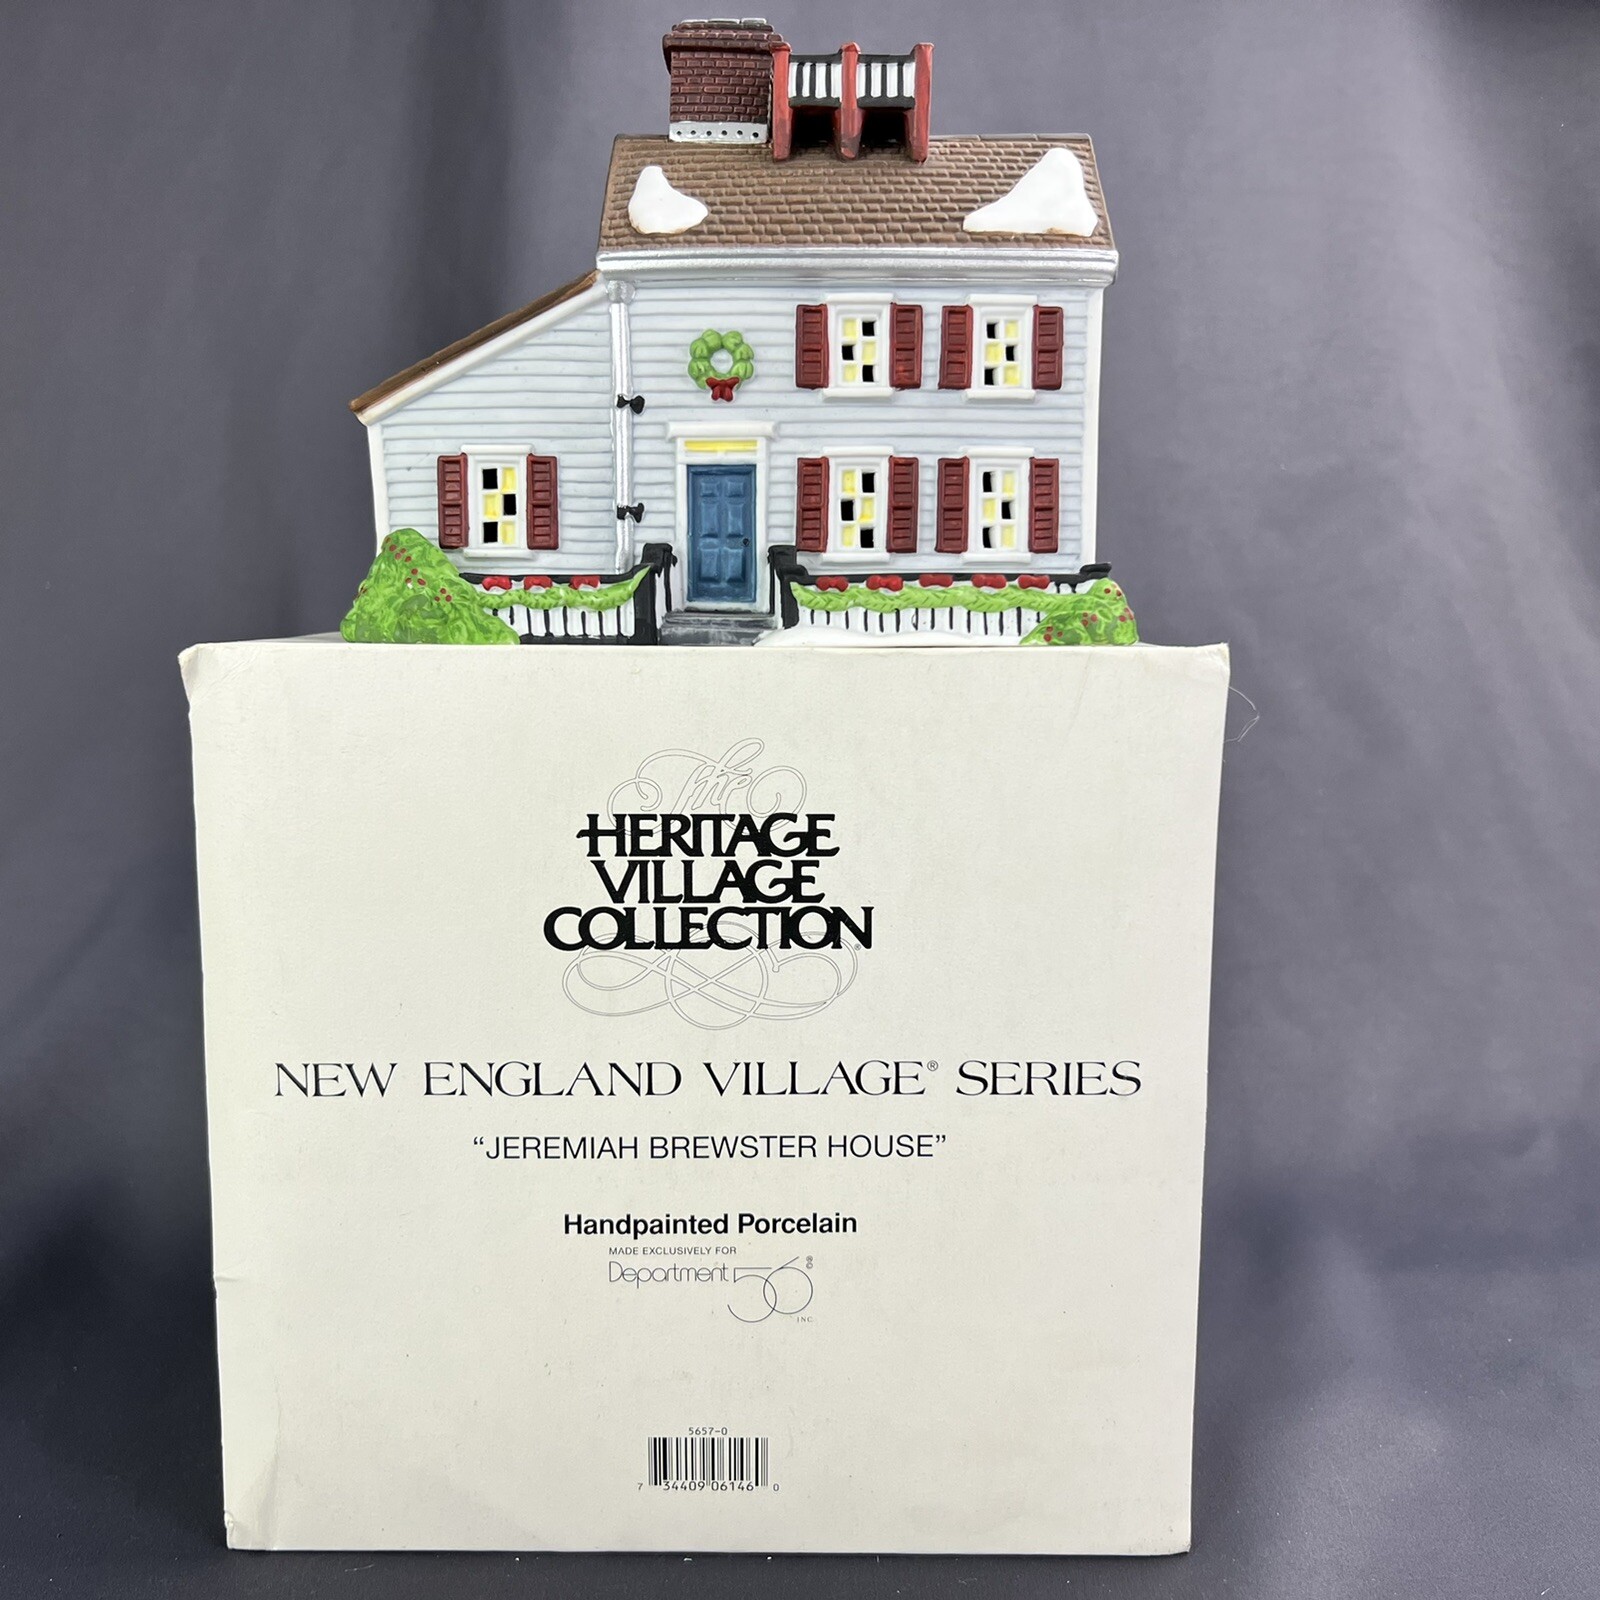 The
HERITAGE
VILLAGE
COLLECTION®
NEW ENGLAND VILLAGE® SERIES
“JEREMIAH BREWSTER HOUSE”
Handpainted Porcelain
MADE EXCLUSIVELY FOR
Department 56®
INC.
5657-0
7 34409 06146 0